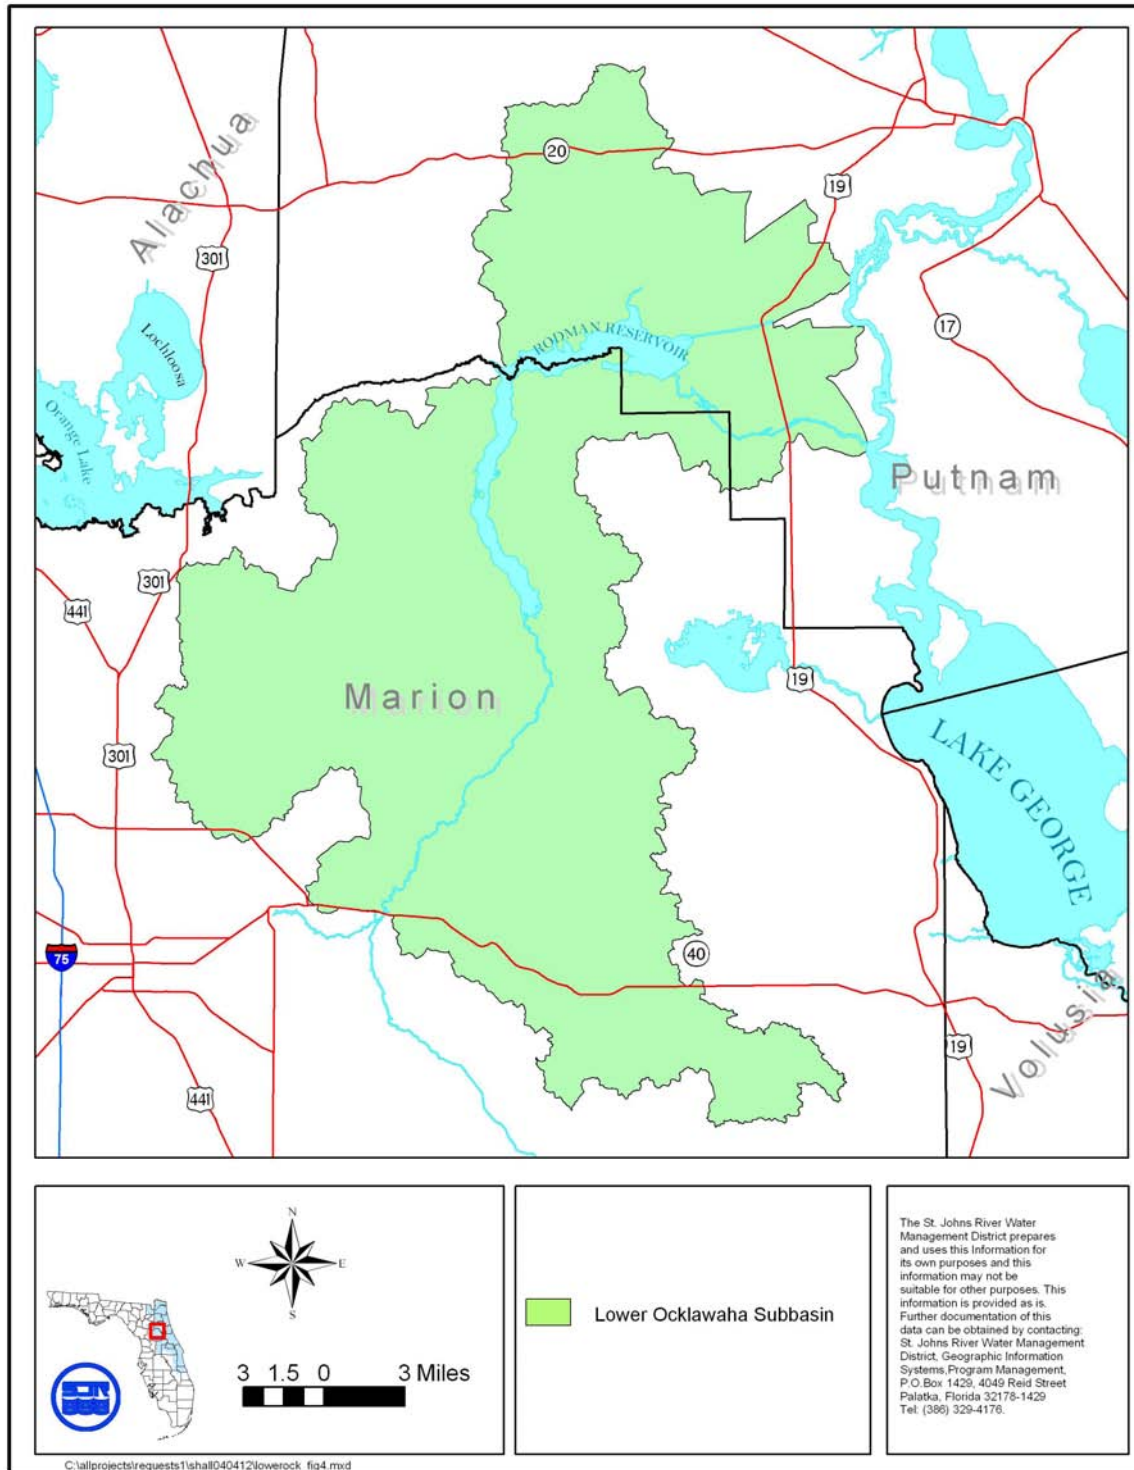 20
19
Alachua
301
17
Lochloosa
RODMAN RESERVOIR
Orange Lake
Putnam
301
441
19
Marion
LAKE GEORGE
301
40
75
Volusia
19
441
N
W E
S
3 1.5 0 3 Miles
Lower Ocklawaha Subbasin
The St. Johns River Water
Management District prepares
and uses this Information for
its own purposes and this
information may not be
suitable for other purposes. This
information is provided as is.
Further documentation of this
data can be obtained by contacting:
St. Johns River Water Management
District, Geographic Information
Systems,Program Management,
P.O.Box 1429, 4049 Reid Street
Palatka, Florida 32178-1429
Tel: (386) 329-4176.
C:\allprojects\requests1\shall040412\lowerock_fig4.mxd